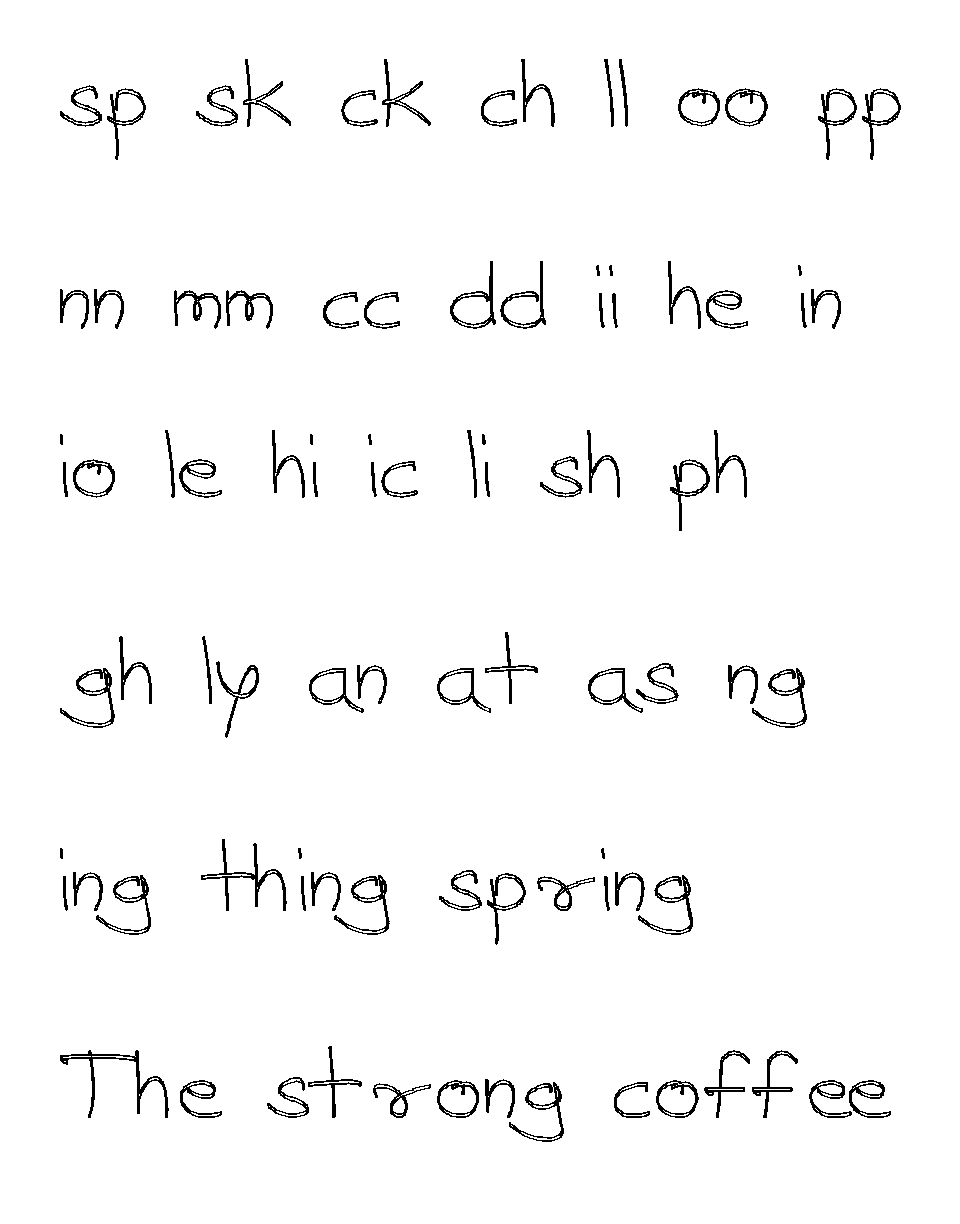 sp sk ck ch ll oo pp
nn mm cc dd ii he in
io le hi ic li sh ph
gh ly an at as ng
ing thing spring
The strong coffee